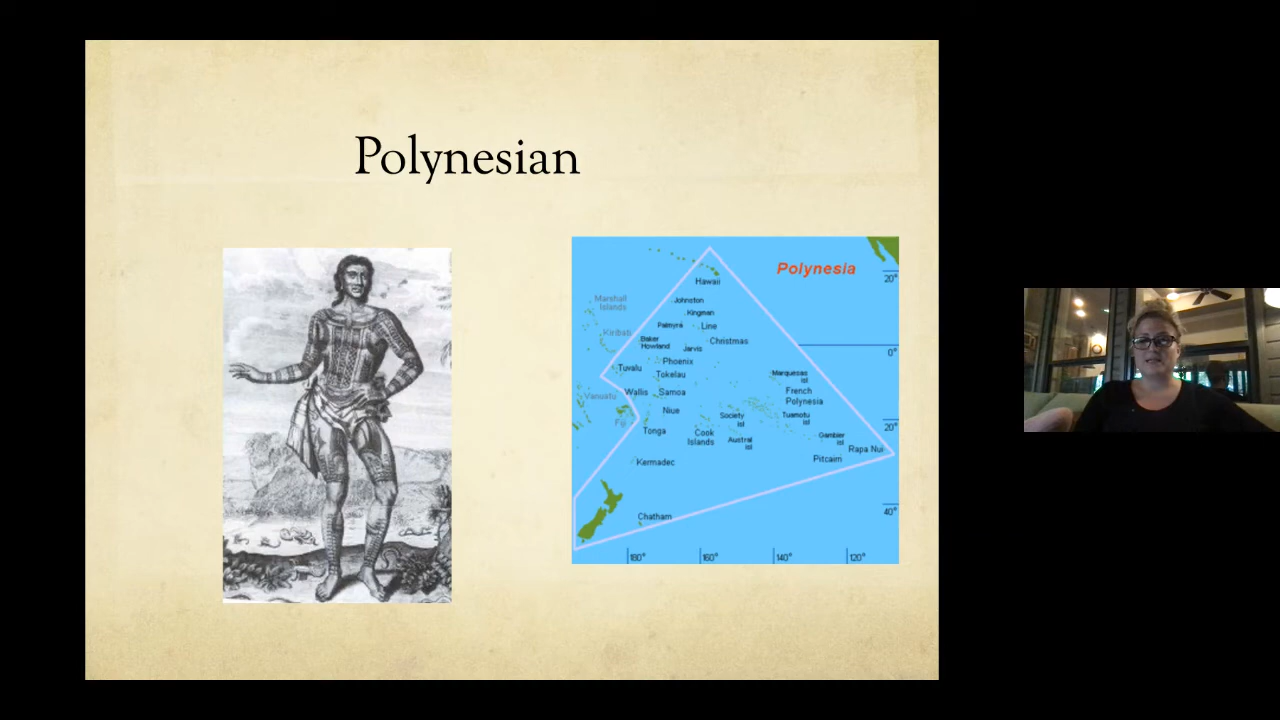 Polynesian
Polynesia
20°
Hawaii
Marshall
Islands
Johnston
Kingman
Kiribati
Palmyra
Line
Baker
Howland
Jarvis
Christmas
0°
Phoenix
Tuvalu
Tokelau
Marquesas
isl
Vanuatu
Wallis
Samoa
French
Polynesia
Fiji
Niue
Society
isl
Tuamotu
isl
20°
Tonga
Cook
Islands
Austral
isl
Gambier
isl
Rapa Nui
Kermadec
Pitcairn
40°
Chatham
180°
160°
140°
120°